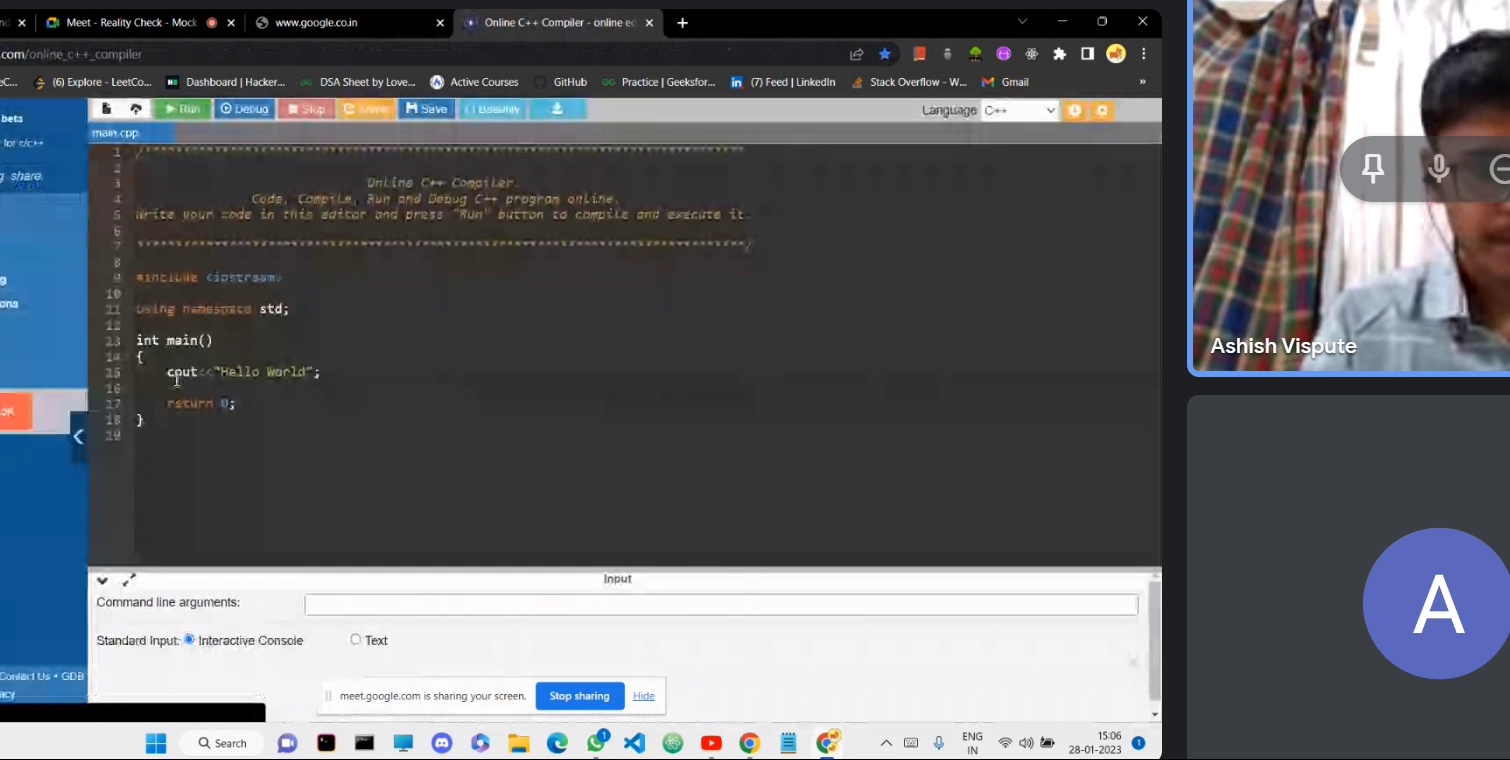 Meet - Reality Check - Mock
www.google.co.in
Online C++ Compiler - online ed
.com/online_c++_compiler
(6) Explore - LeetCo...
Dashboard | Hacker...
DSA Sheet by Love...
Active Courses
GitHub
Practice | Geeksfor...
(7) Feed | LinkedIn
Stack Overflow - W...
Gmail
»
beta
for c/c++
share.
Run
Debug
Stop
Share
Save
{ } Beautify
Language C++
main.cpp
1 /******************************************************************************
2
3 Online C++ Compiler.
4 Code, Compile, Run and Debug C++ program online.
5 Write your code in this editor and press "Run" button to compile and execute it.
6
7 *******************************************************************************/
8
9 #include <iostream>
10
11 using namespace std;
12
13 int main()
14 {
15 cout<<"Hello World";
16
17 return 0;
18 }
19
Input
Command line arguments:
Standard Input: Interactive Console Text
Contact Us • GDB
meet.google.com is sharing your screen.
Stop sharing
Hide
Search
1
ENG
IN
15:06
28-01-2023
1
Ashish Vispute
A